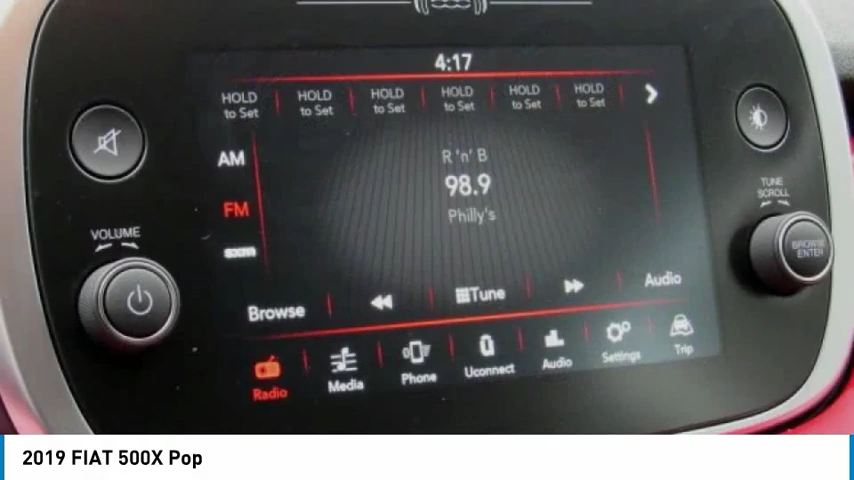 4:17
HOLD to Set HOLD to Set HOLD to Set HOLD to Set HOLD to Set HOLD to Set
AM
R 'n' B
98.9
FM
Philly's
sxm
VOLUME
TUNE
SCROLL
BROWSE
ENTER
Browse Tune Audio
Radio Media Phone Uconnect Audio Settings Trip
2019 FIAT 500X Pop